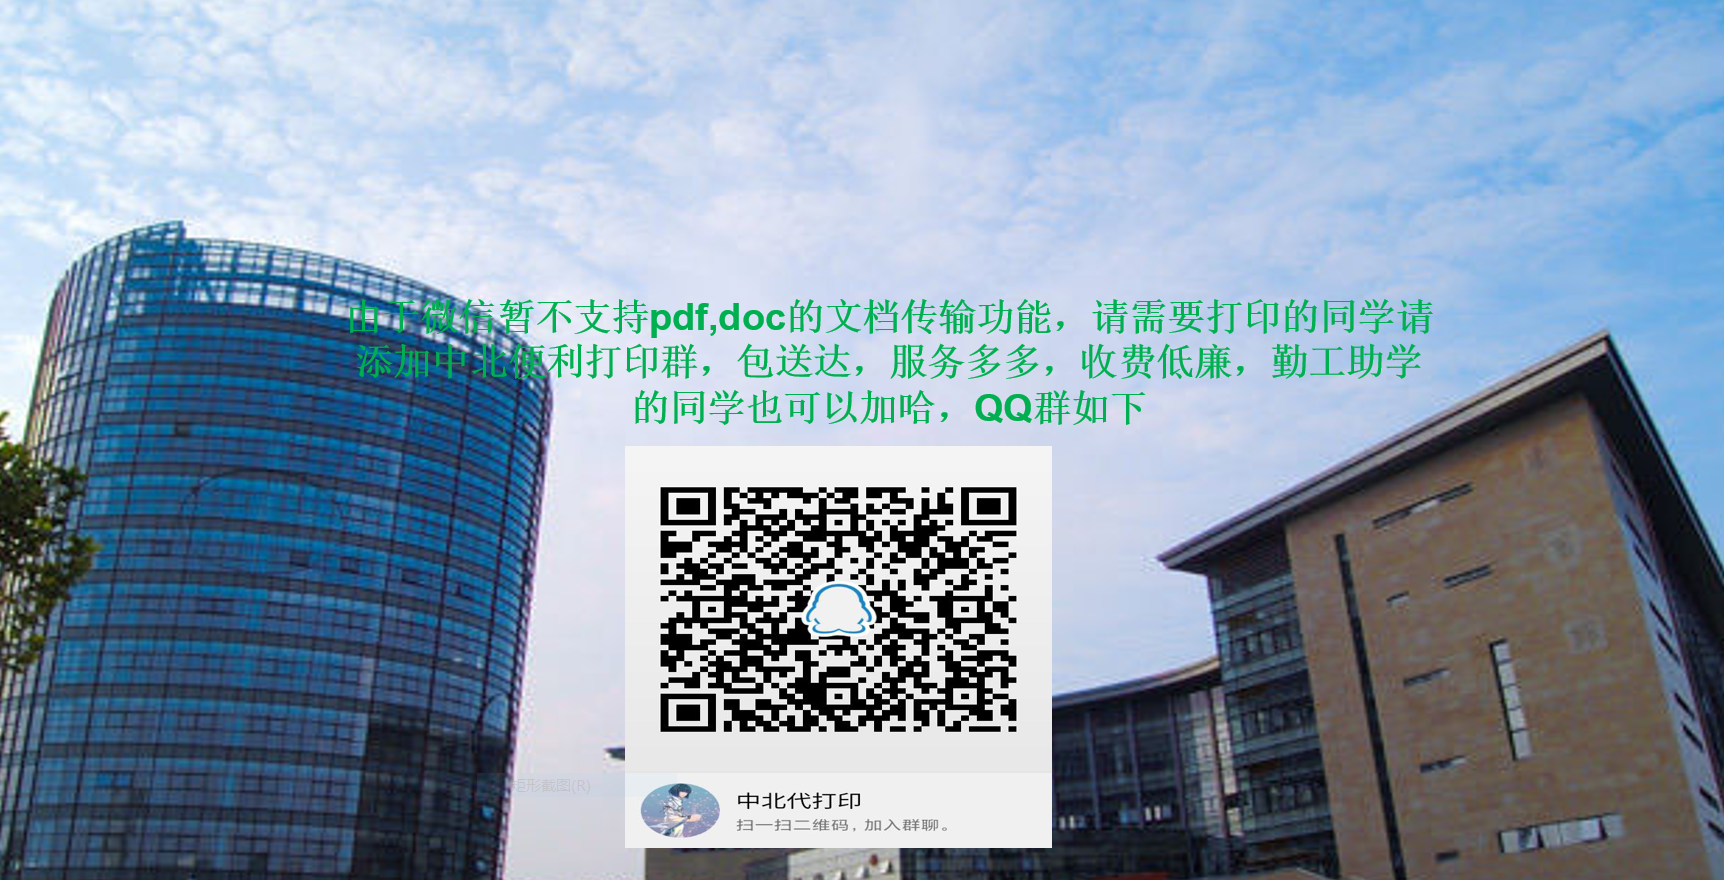 由于微信暂不支持pdf,doc的文档传输功能，请需要打印的同学请
添加中北便利打印群，包送达，服务多多，收费低廉，勤工助学
的同学也可以加哈，QQ群如下
矩形截图(R)
中北代打印
扫一扫二维码，加入群聊。